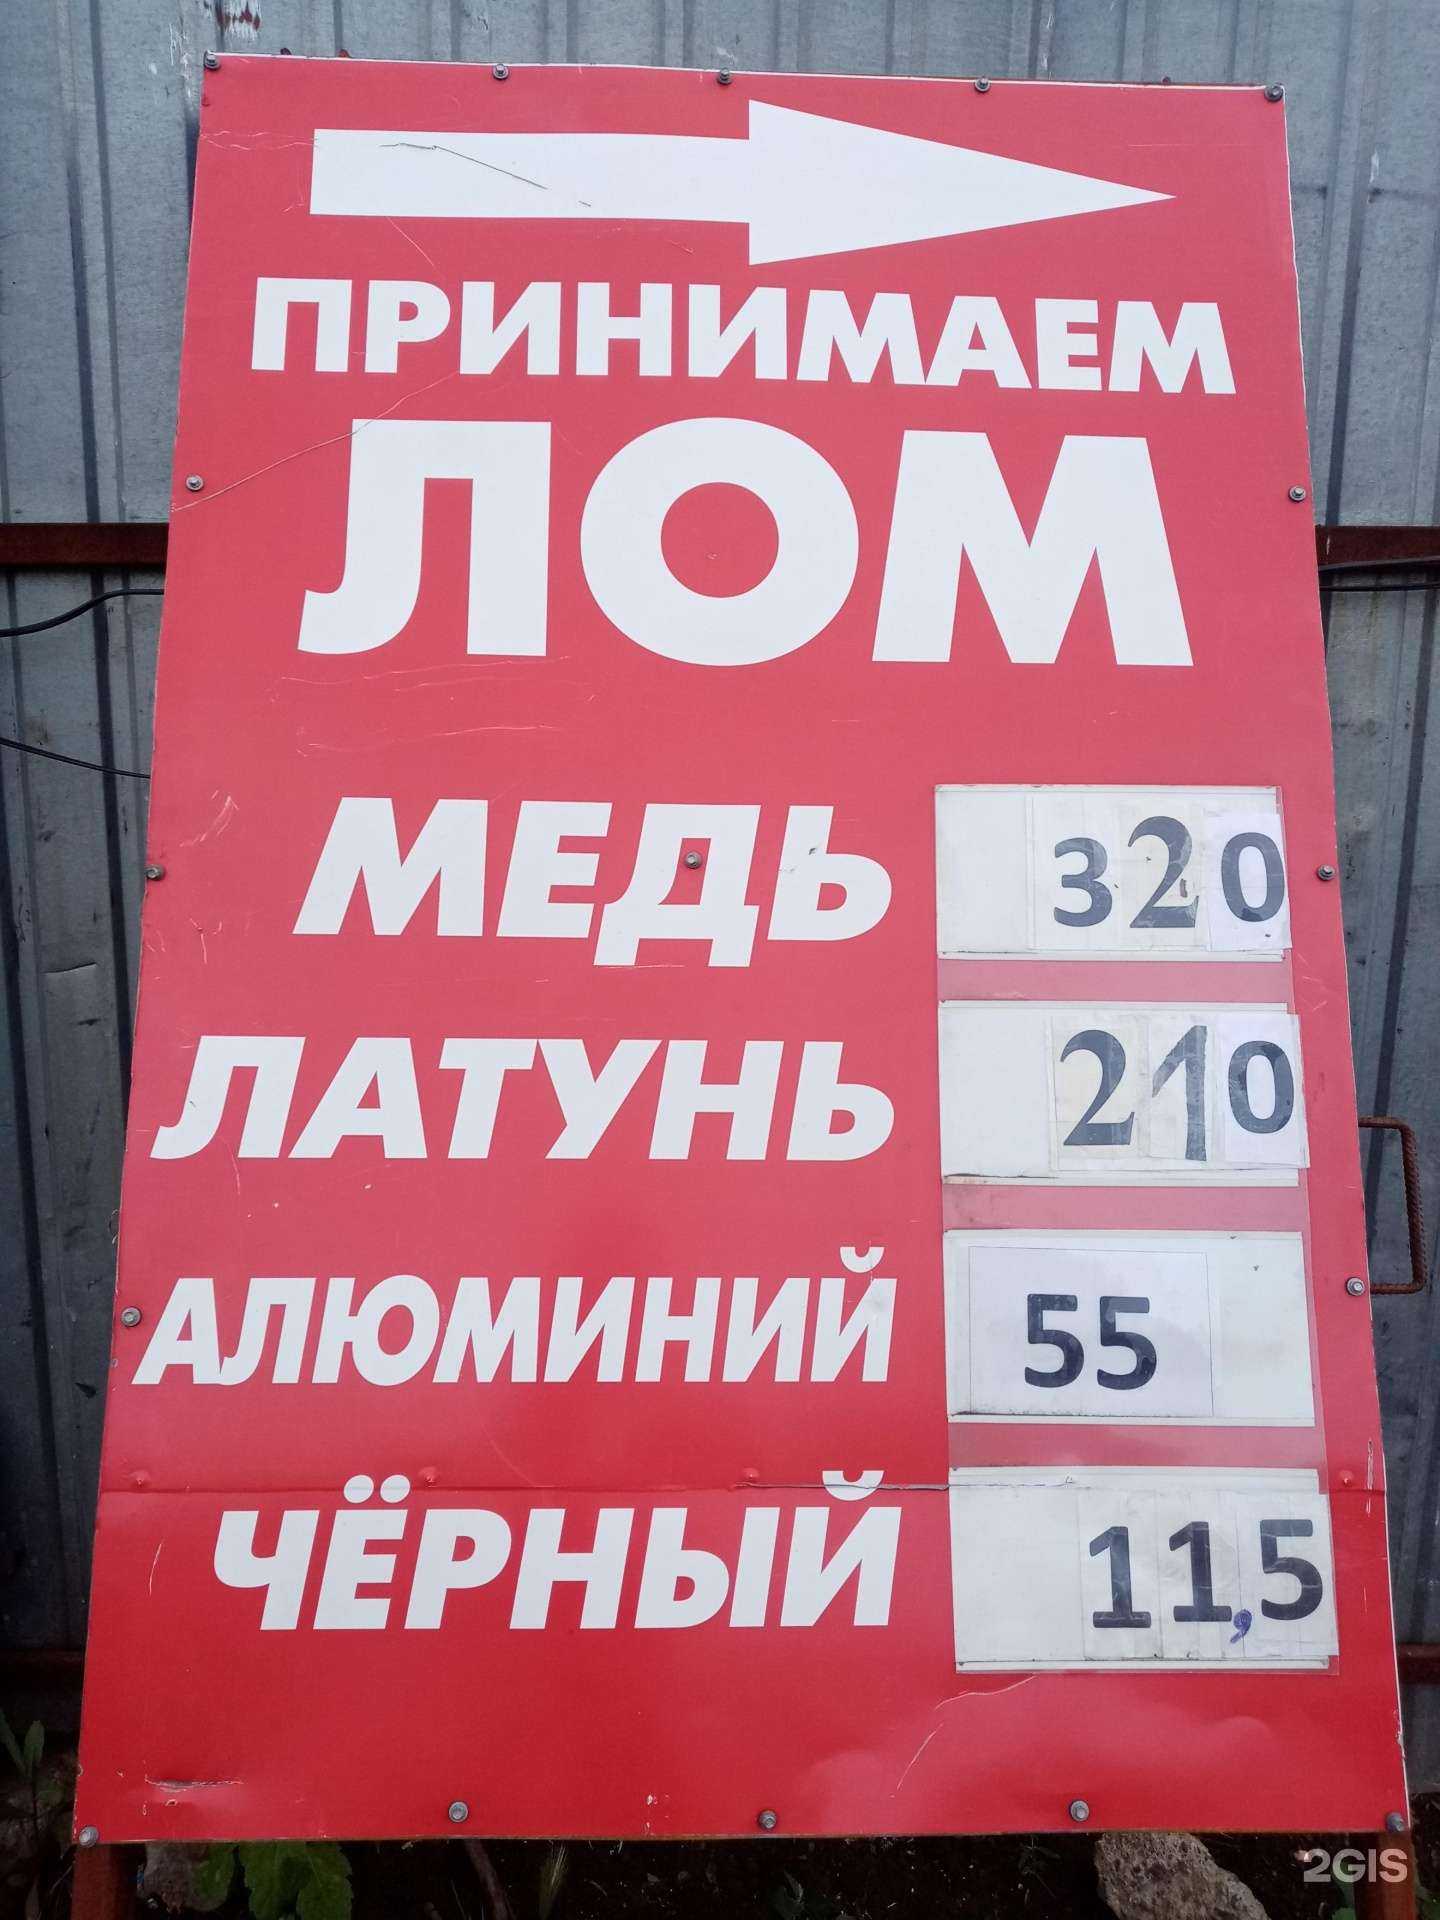 ПРИНИМАЕМ
ЛОМ
МЕДЬ 320
ЛАТУНЬ 210
АЛЮМИНИЙ 55
ЧЁРНЫЙ 11,5
2GIS